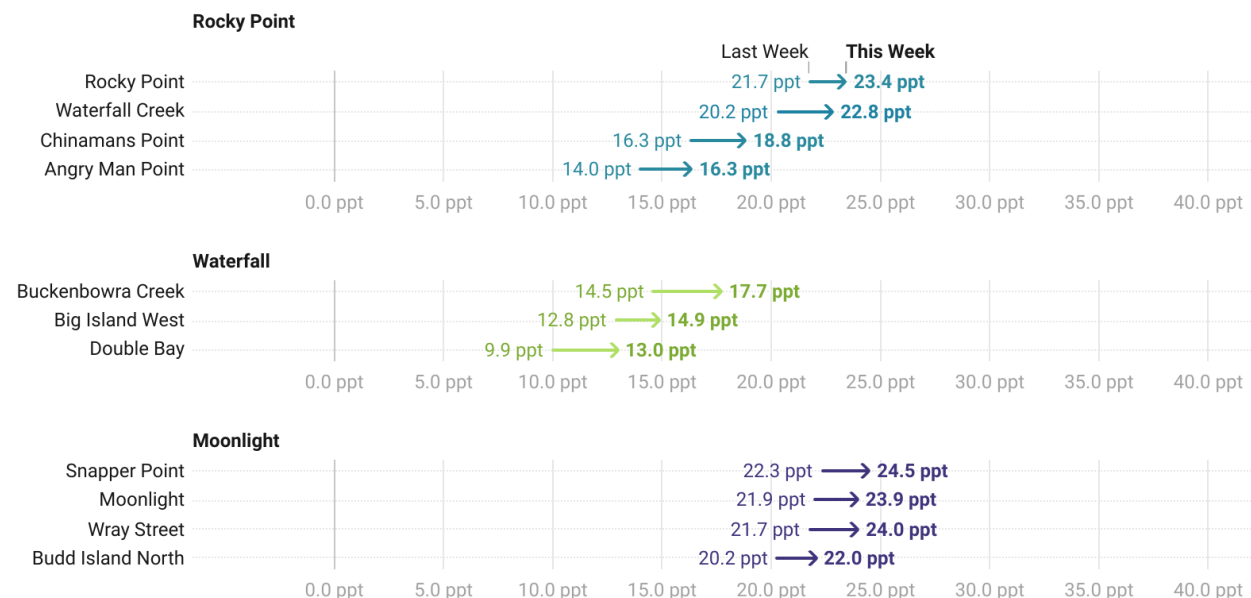 Rocky Point
Last Week This Week
Rocky Point 21.7 ppt 23.4 ppt
Waterfall Creek 20.2 ppt 22.8 ppt
Chinamans Point 16.3 ppt 18.8 ppt
Angry Man Point 14.0 ppt 16.3 ppt
0.0 ppt 5.0 ppt 10.0 ppt 15.0 ppt 20.0 ppt 25.0 ppt 30.0 ppt 35.0 ppt 40.0 ppt
Waterfall
Buckenbowra Creek 14.5 ppt 17.7 ppt
Big Island West 12.8 ppt 14.9 ppt
Double Bay 9.9 ppt 13.0 ppt
0.0 ppt 5.0 ppt 10.0 ppt 15.0 ppt 20.0 ppt 25.0 ppt 30.0 ppt 35.0 ppt 40.0 ppt
Moonlight
Snapper Point 22.3 ppt 24.5 ppt
Moonlight 21.9 ppt 23.9 ppt
Wray Street 21.7 ppt 24.0 ppt
Budd Island North 20.2 ppt 22.0 ppt
0.0 ppt 5.0 ppt 10.0 ppt 15.0 ppt 20.0 ppt 25.0 ppt 30.0 ppt 35.0 ppt 40.0 ppt